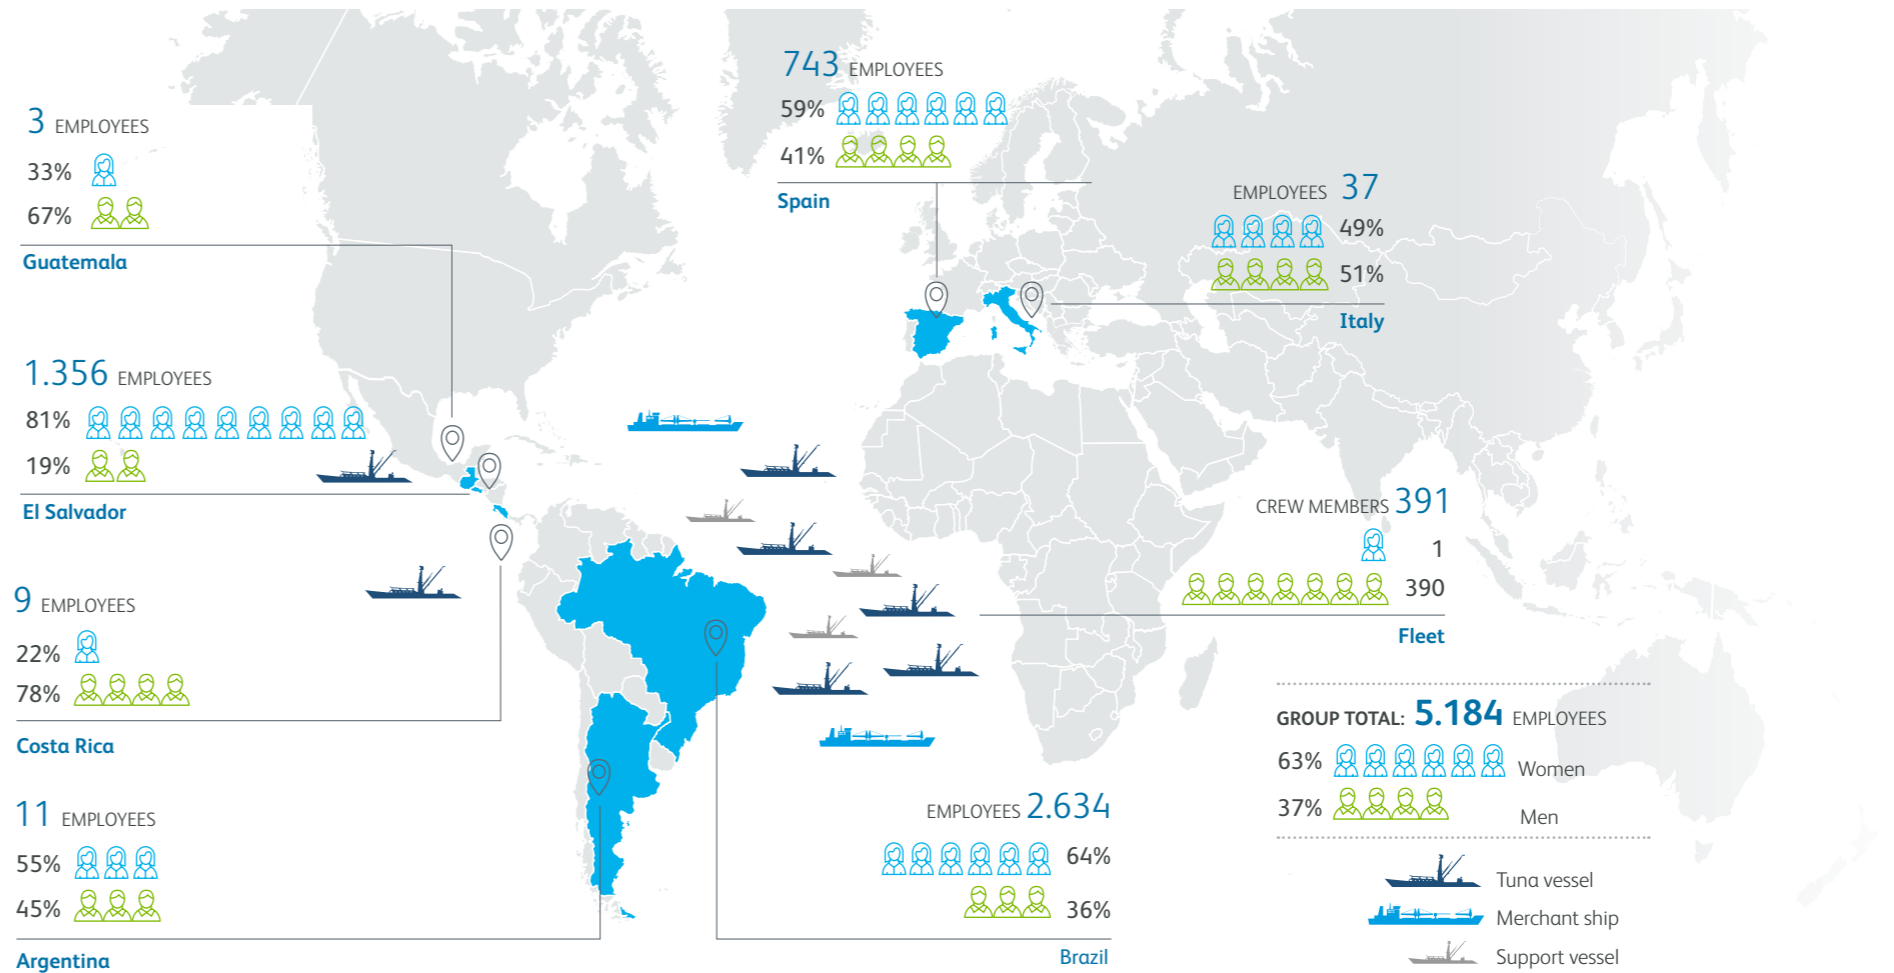 743 EMPLOYEES
59%
41%
Spain
3 EMPLOYEES
33%
67%
Guatemala
EMPLOYEES 37
49%
51%
Italy
1.356 EMPLOYEES
81%
19%
El Salvador
CREW MEMBERS 391
1
390
Fleet
9 EMPLOYEES
22%
78%
Costa Rica
GROUP TOTAL: 5.184 EMPLOYEES
63% Women
37% Men
11 EMPLOYEES
55%
45%
Argentina
EMPLOYEES 2.634
64%
36%
Brazil
Tuna vessel
Merchant ship
Support vessel